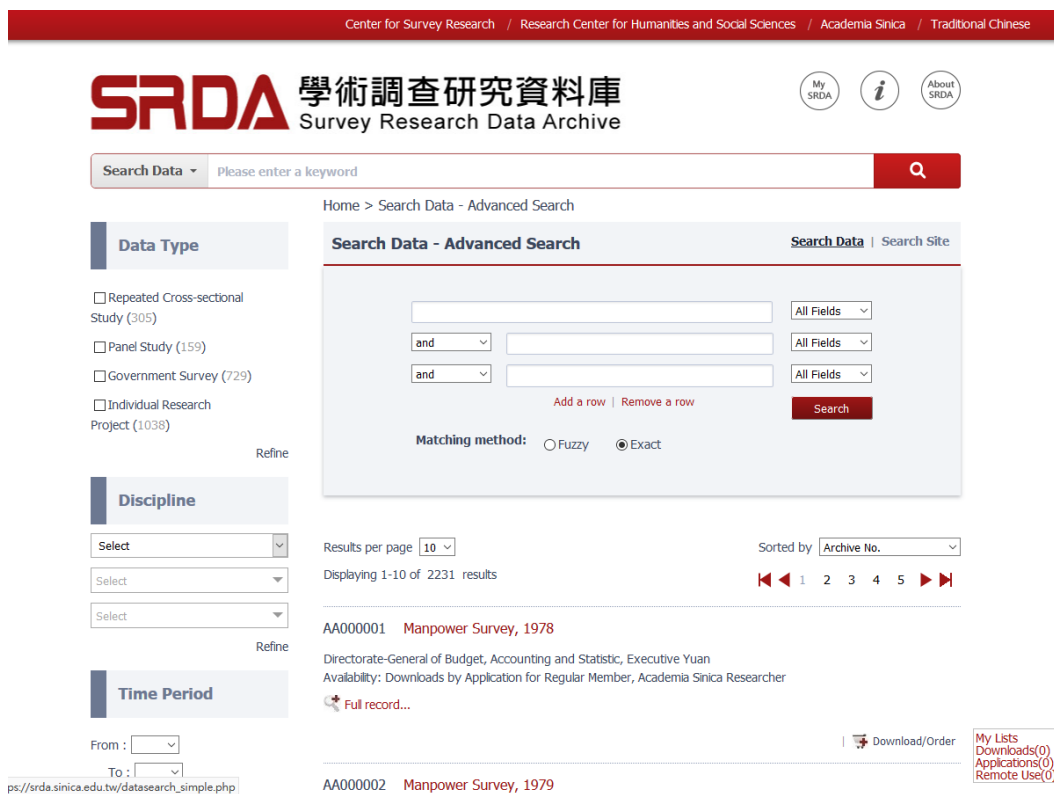 Center for Survey Research / Research Center for Humanities and Social Sciences / Academia Sinica / Traditional Chinese
SRDA 學術調查研究資料庫
Survey Research Data Archive
My SRDA
i
About SRDA
Search Data
Please enter a keyword
Home > Search Data - Advanced Search
Data Type
Repeated Cross-sectional
Study (305)
Panel Study (159)
Government Survey (729)
Individual Research
Project (1038)
Refine
Discipline
Select
Select
Select
Refine
Time Period
From :
To :
Search Data - Advanced Search
Search Data | Search Site
All Fields
and
All Fields
and
All Fields
Add a row | Remove a row
Search
Matching method: Fuzzy Exact
Results per page 10
Sorted by Archive No.
Displaying 1-10 of 2231 results
1 2 3 4 5
AA000001 Manpower Survey, 1978
Directorate-General of Budget, Accounting and Statistic, Executive Yuan
Availability: Downloads by Application for Regular Member, Academia Sinica Researcher
Full record...
| Download/Order
AA000002 Manpower Survey, 1979
My Lists
Downloads(0)
Applications(0)
Remote Use(0)
ps://srda.sinica.edu.tw/datasearch_simple.php